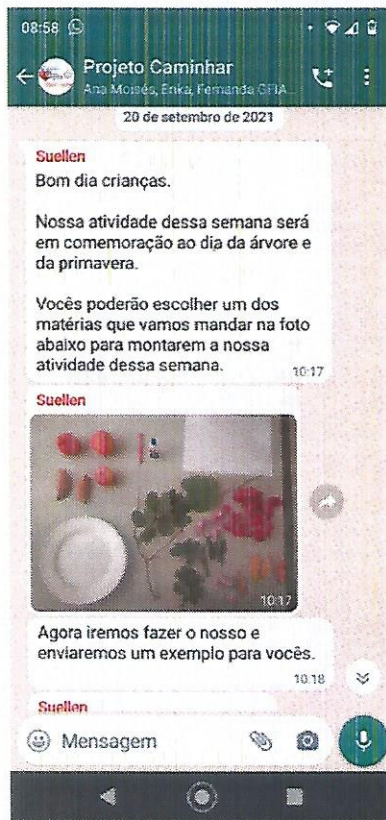 08:58
Projeto Caminhar
Ana Moisés, Erika, Fernanda GFIA...
20 de setembro de 2021
Suellen
Bom dia crianças.
Nossa atividade dessa semana será
em comemoração ao dia da árvore e
da primavera.
Vocês poderão escolher um dos
matérias que vamos mandar na foto
abaixo para montarem a nossa
atividade dessa semana.
10:17
Suellen
10:17
Agora iremos fazer o nosso e
enviaremos um exemplo para vocês.
10:18
Suellen
Mensagem